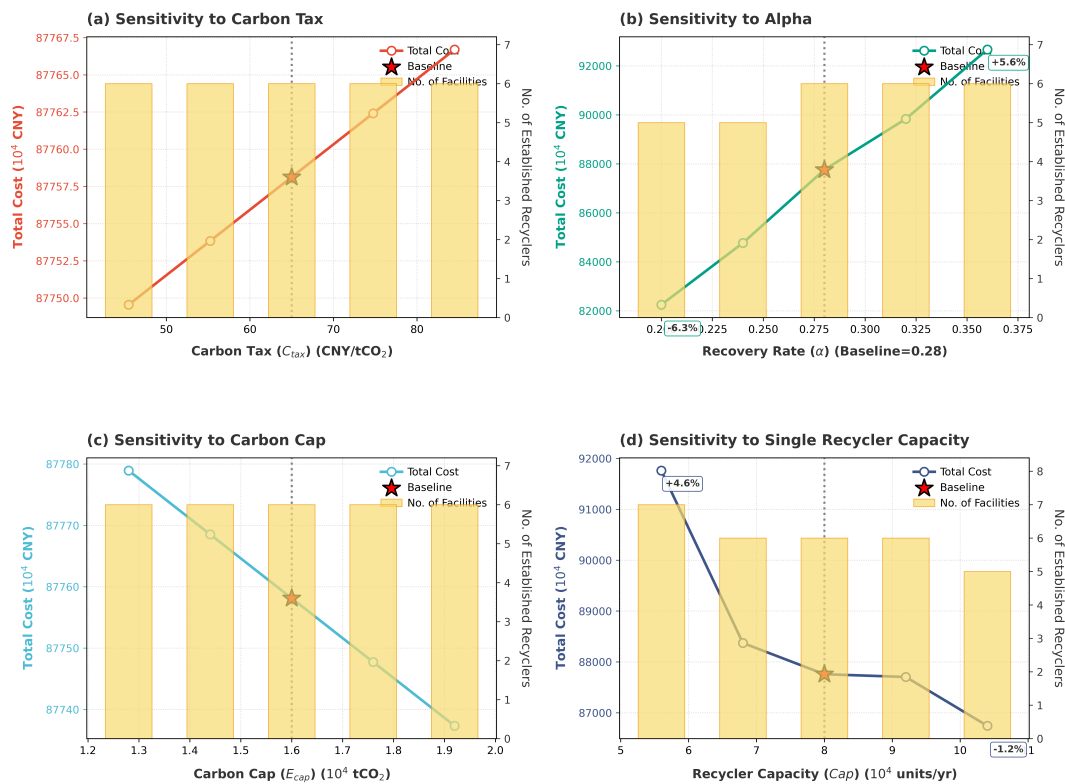 (a) Sensitivity to Carbon Tax
87767.5
87765.0
87762.5
87760.0
87757.5
87755.0
87752.5
87750.0
Total Cost (10⁴ CNY)
Total Cost
Baseline
No. of Facilities
7
6
5
4
3
2
1
0
No. of Established Recyclers
50 60 70 80
Carbon Tax (C_tax) (CNY/tCO₂)
(b) Sensitivity to Alpha
92000
90000
88000
86000
84000
82000
Total Cost (10⁴ CNY)
Total Cost
Baseline
No. of Facilities
+5.6%
-6.3%
7
6
5
4
3
2
1
0
No. of Established Recyclers
0.225 0.250 0.275 0.300 0.325 0.350 0.375
Recovery Rate (α) (Baseline=0.28)
(c) Sensitivity to Carbon Cap
87780
87770
87760
87750
87740
Total Cost (10⁴ CNY)
Total Cost
Baseline
No. of Facilities
7
6
5
4
3
2
1
0
No. of Established Recyclers
1.2 1.3 1.4 1.5 1.6 1.7 1.8 1.9 2.0
Carbon Cap (E_cap) (10⁴ tCO₂)
(d) Sensitivity to Single Recycler Capacity
92000
91000
90000
89000
88000
87000
Total Cost (10⁴ CNY)
Total Cost
Baseline
No. of Facilities
+4.6%
-1.2%
8
7
6
5
4
3
2
1
0
No. of Established Recyclers
5 6 7 8 9 10
Recycler Capacity (Cap) (10⁴ units/yr)